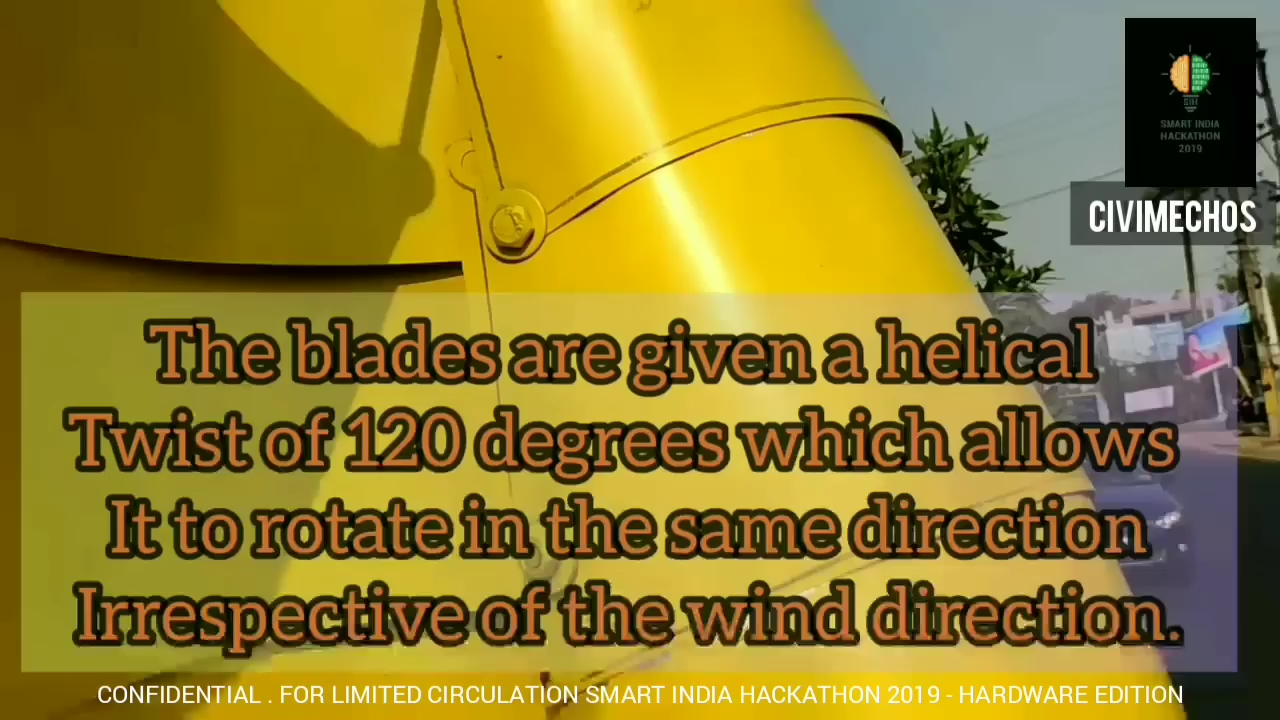 SIH
SMART INDIA
HACKATHON
2019
CIVIMECHOS
The blades are given a helical
Twist of 120 degrees which allows
It to rotate in the same direction
Irrespective of the wind direction.
CONFIDENTIAL . FOR LIMITED CIRCULATION SMART INDIA HACKATHON 2019 - HARDWARE EDITION